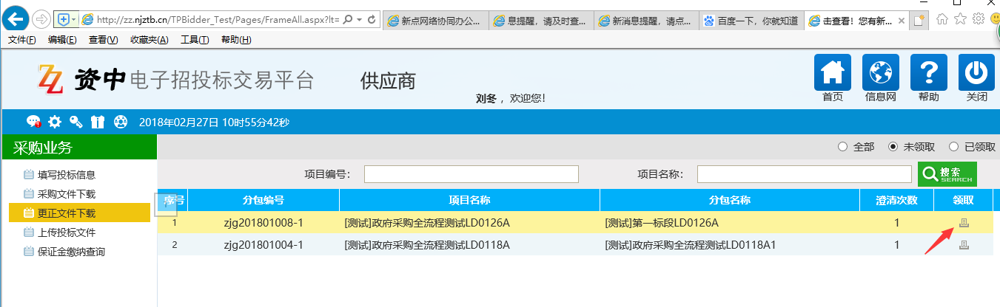 http://zz.njztb.cn/TPBidder_Test/Pages/FrameAll.aspx?lt=
新点网络协同办公...
息提醒，请及时查...
新消息提醒，请点...
百度一下，你就知道
击查看！您有新...
文件(F) 编辑(E) 查看(V) 收藏夹(A) 工具(T) 帮助(H)
资中电子招投标交易平台 供应商
刘冬 ，欢迎您！
首页 信息网 帮助 关闭
2018年02月27日 10时55分42秒
采购业务
填写投标信息
采购文件下载
更正文件下载
上传投标文件
保证金缴纳查询
全部 未领取 已领取
项目编号： 项目名称： 搜索 SEARCH
序号 分包编号 项目名称 分包名称 澄清次数 领取
1 zjg201801008-1 [测试]政府采购全流程测试LD0126A [测试]第一标段LD0126A 1
2 zjg201801004-1 [测试]政府采购全流程测试LD0118A [测试]政府采购全流程测试LD0118A1 1